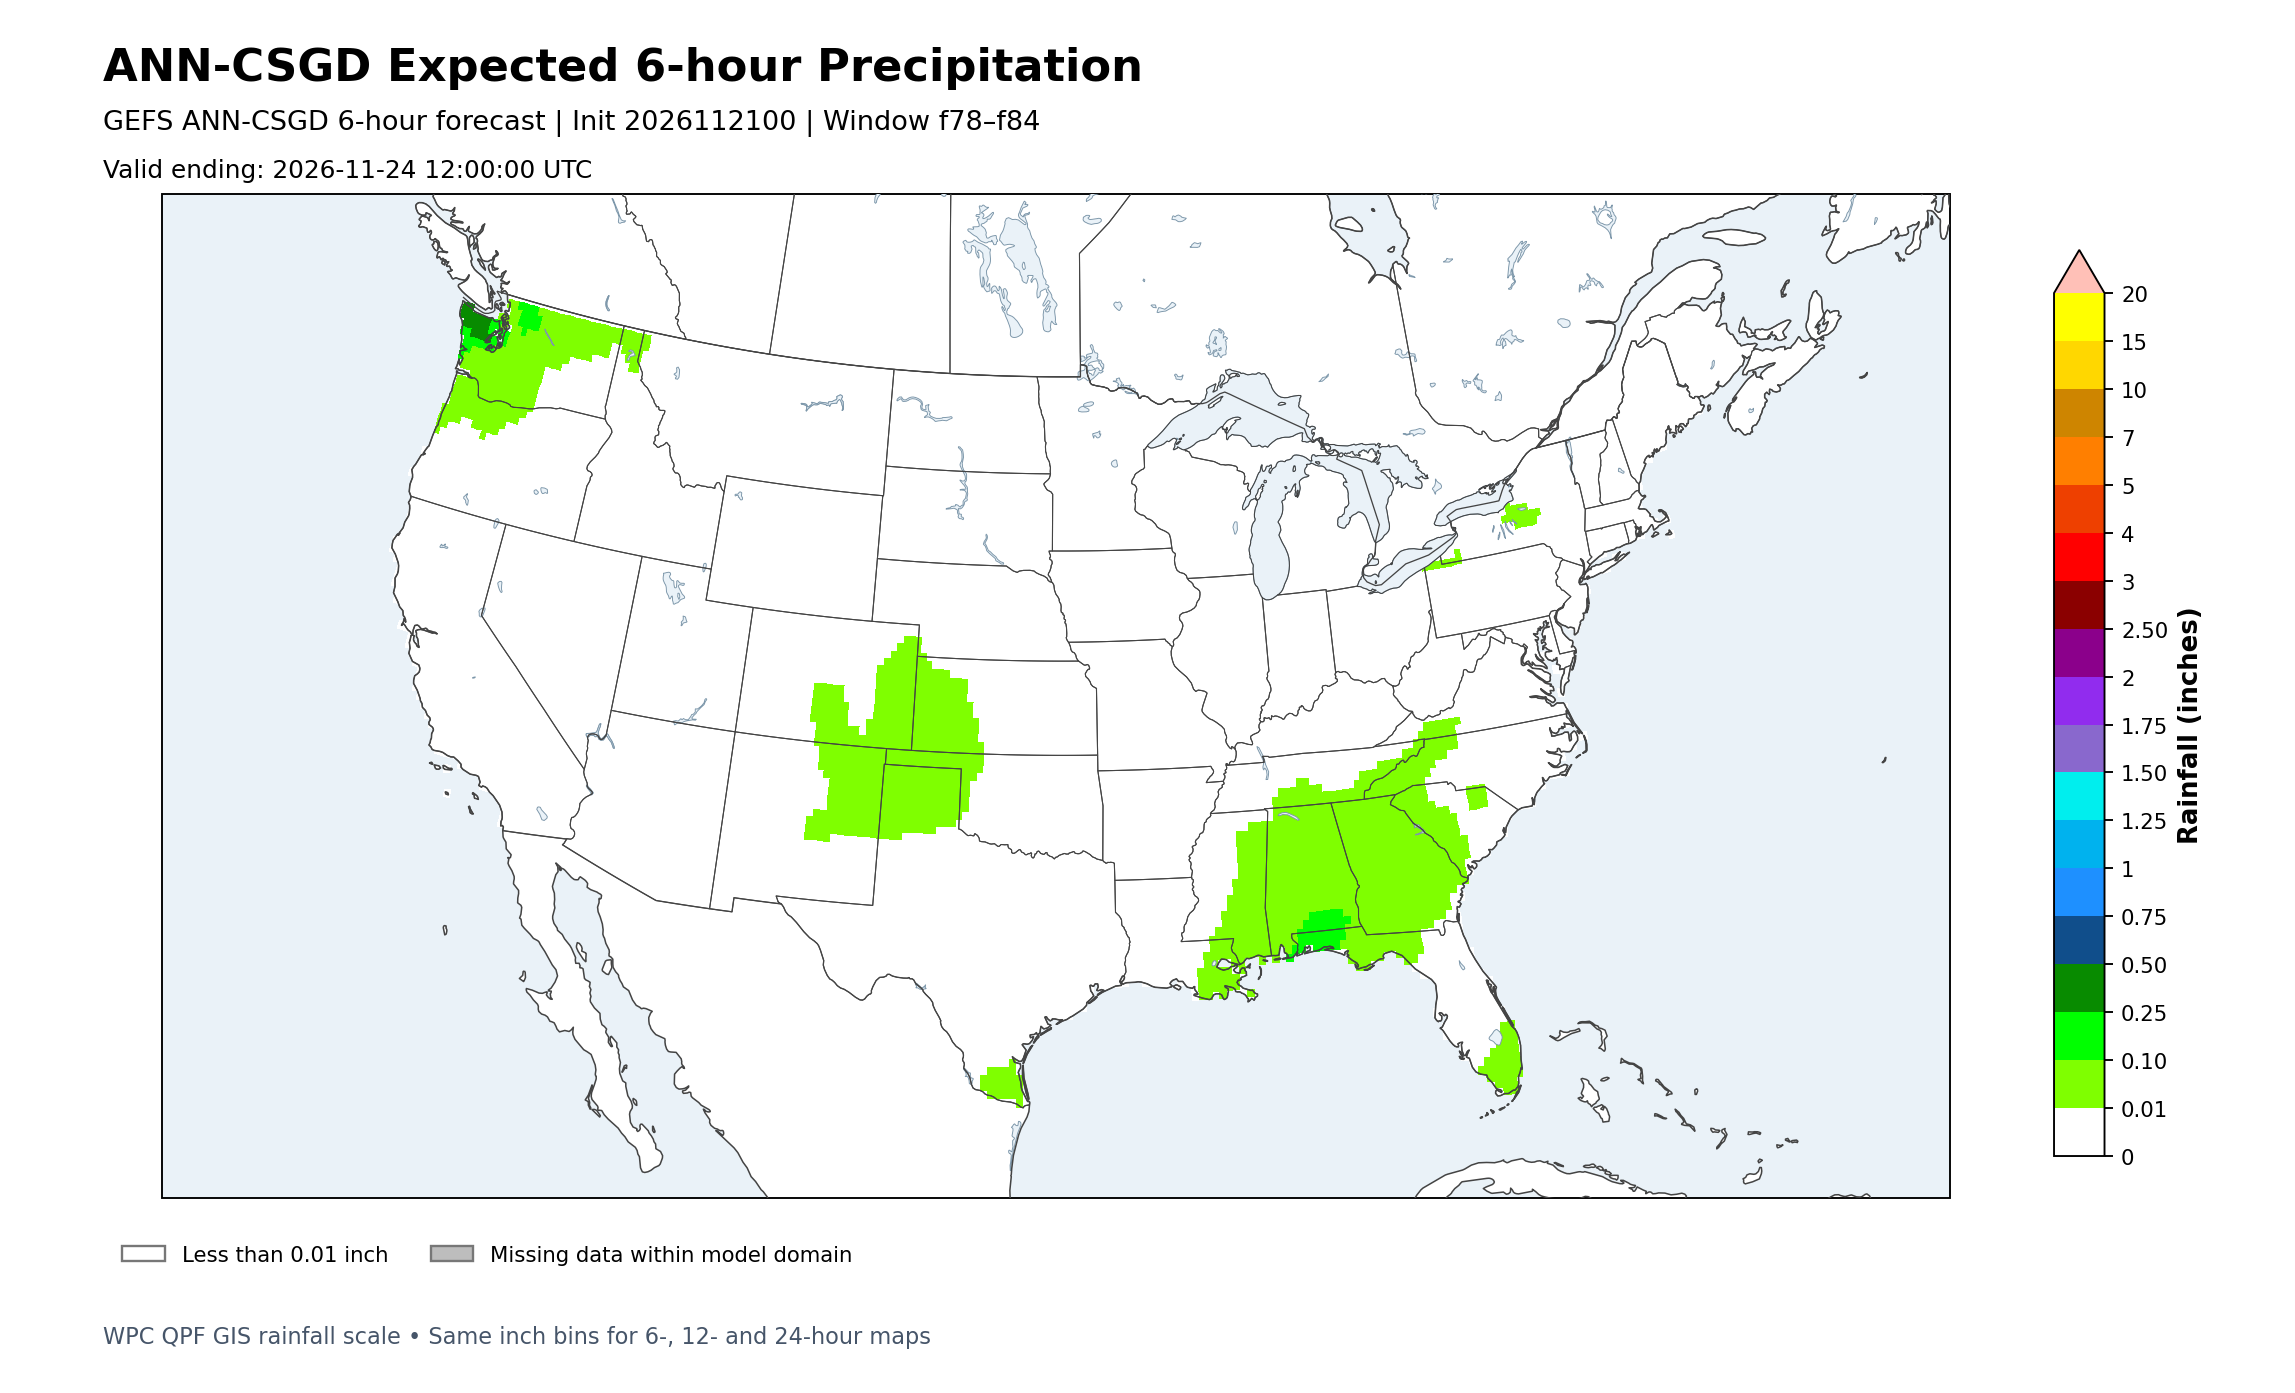 ANN-CSGD Expected 6-hour Precipitation
GEFS ANN-CSGD 6-hour forecast | Init 2026112100 | Window f78–f84
Valid ending: 2026-11-24 12:00:00 UTC
20
15
10
7
5
4
3
2.50
2
1.75
1.50
1.25
1
0.75
0.50
0.25
0.10
0.01
0
Rainfall (inches)
Less than 0.01 inch
Missing data within model domain
WPC QPF GIS rainfall scale • Same inch bins for 6-, 12- and 24-hour maps